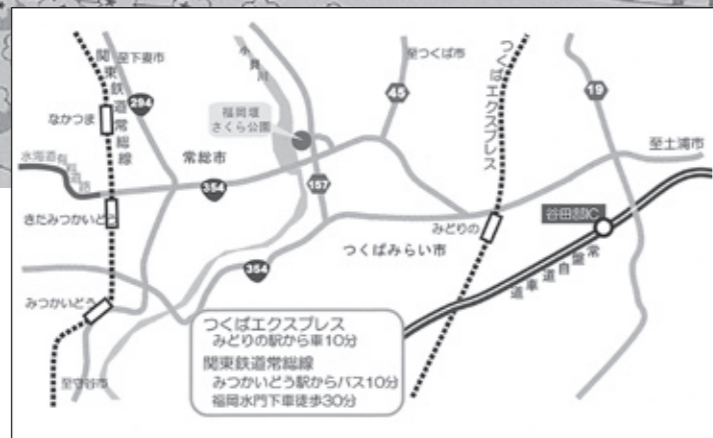 関東鉄道常総線
至下妻市
294
なかつま
水海道有料道路
常総市
354
きたみつかいどう
みつかいどう
至守谷市
小貝川
福岡堰
さくら公園
157
354
至つくば市
45
つくばエクスプレス
19
至土浦市
みどりの
谷田部IC
つくばみらい市
常磐自動車道
つくばエクスプレス
みどりの駅から車10分
関東鉄道常総線
みつかいどう駅からバス10分
福岡水門下車徒歩30分